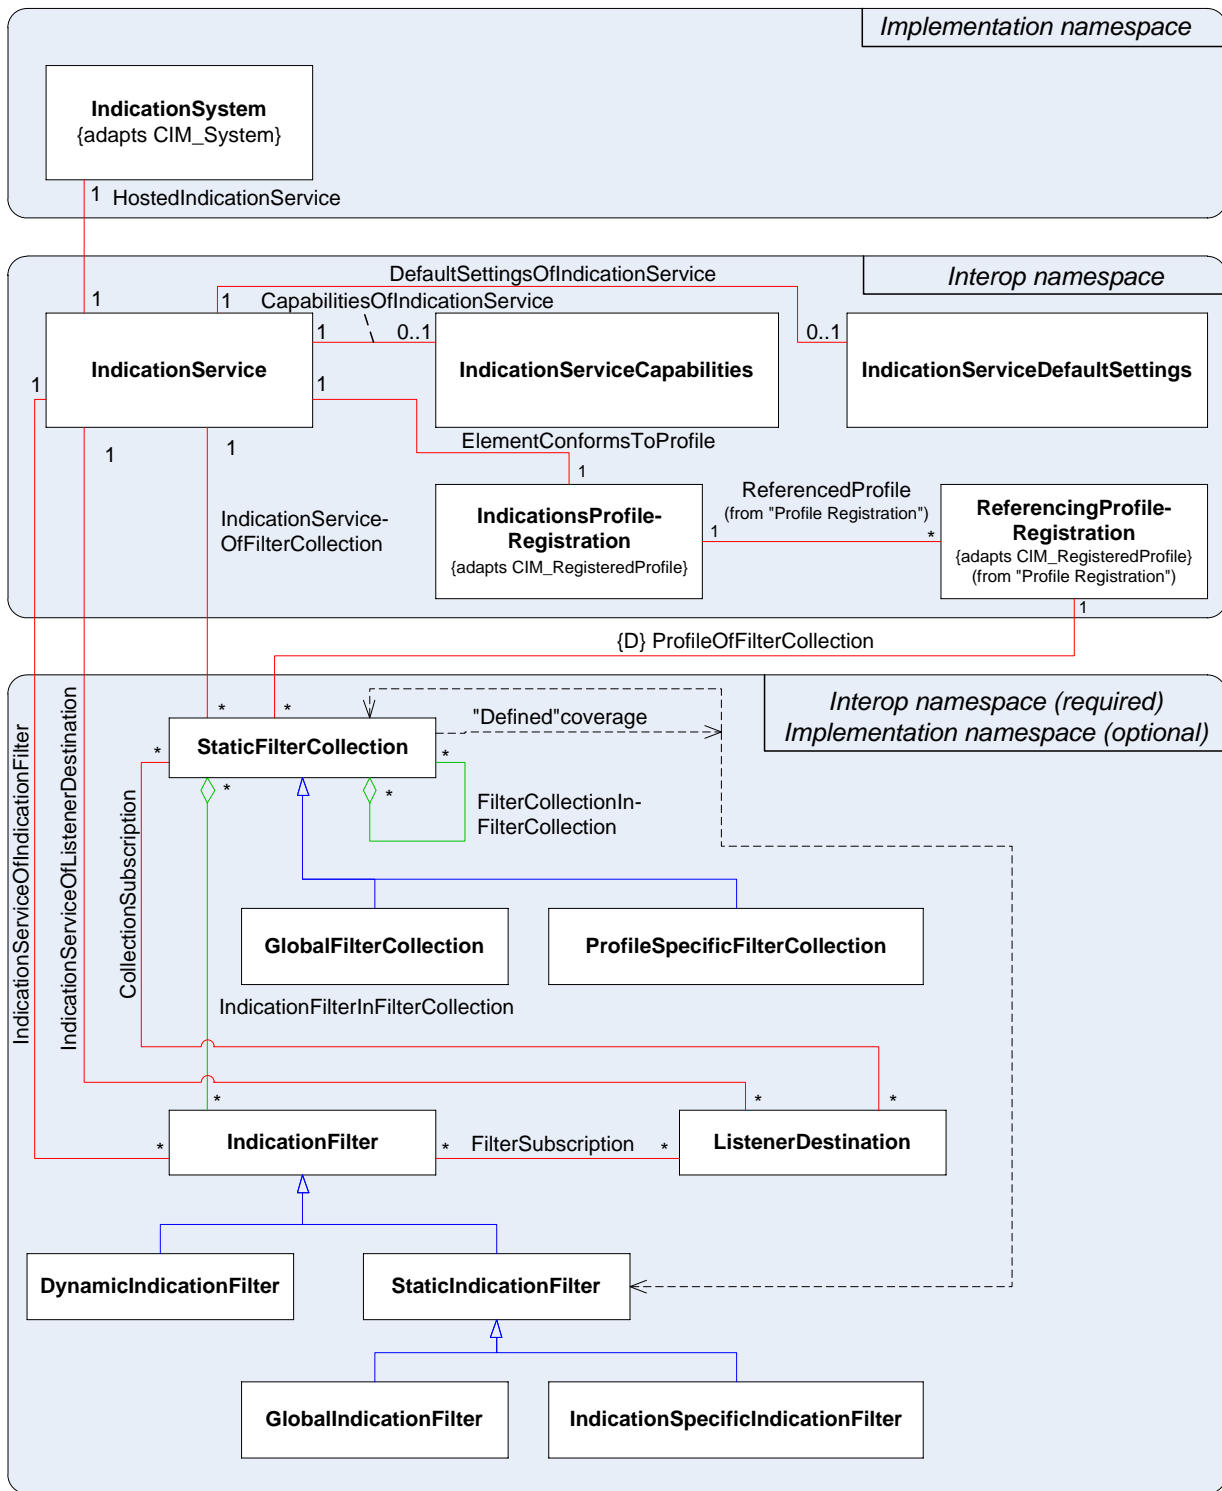 Implementation namespace
IndicationSystem
{adapts CIM_System}
1
HostedIndicationService
Interop namespace
DefaultSettingsOfIndicationService
1
1
CapabilitiesOfIndicationService
1
0..1
0..1
IndicationService
IndicationServiceCapabilities
IndicationServiceDefaultSettings
1
1
1
1
ElementConformsToProfile
1
IndicationService-
OfFilterCollection
IndicationsProfile-
Registration
{adapts CIM_RegisteredProfile}
ReferencedProfile
(from "Profile Registration")
1
*
ReferencingProfile-
Registration
{adapts CIM_RegisteredProfile}
(from "Profile Registration")
1
{D} ProfileOfFilterCollection
Interop namespace (required)
Implementation namespace (optional)
*
*
"Defined"coverage
*
StaticFilterCollection
*
*
*
FilterCollectionIn-
FilterCollection
IndicationServiceOfIndicationFilter
IndicationServiceOfListenerDestination
CollectionSubscription
GlobalFilterCollection
ProfileSpecificFilterCollection
IndicationFilterInFilterCollection
*
*
*
*
IndicationFilter
*
FilterSubscription
*
ListenerDestination
DynamicIndicationFilter
StaticIndicationFilter
GlobalIndicationFilter
IndicationSpecificIndicationFilter